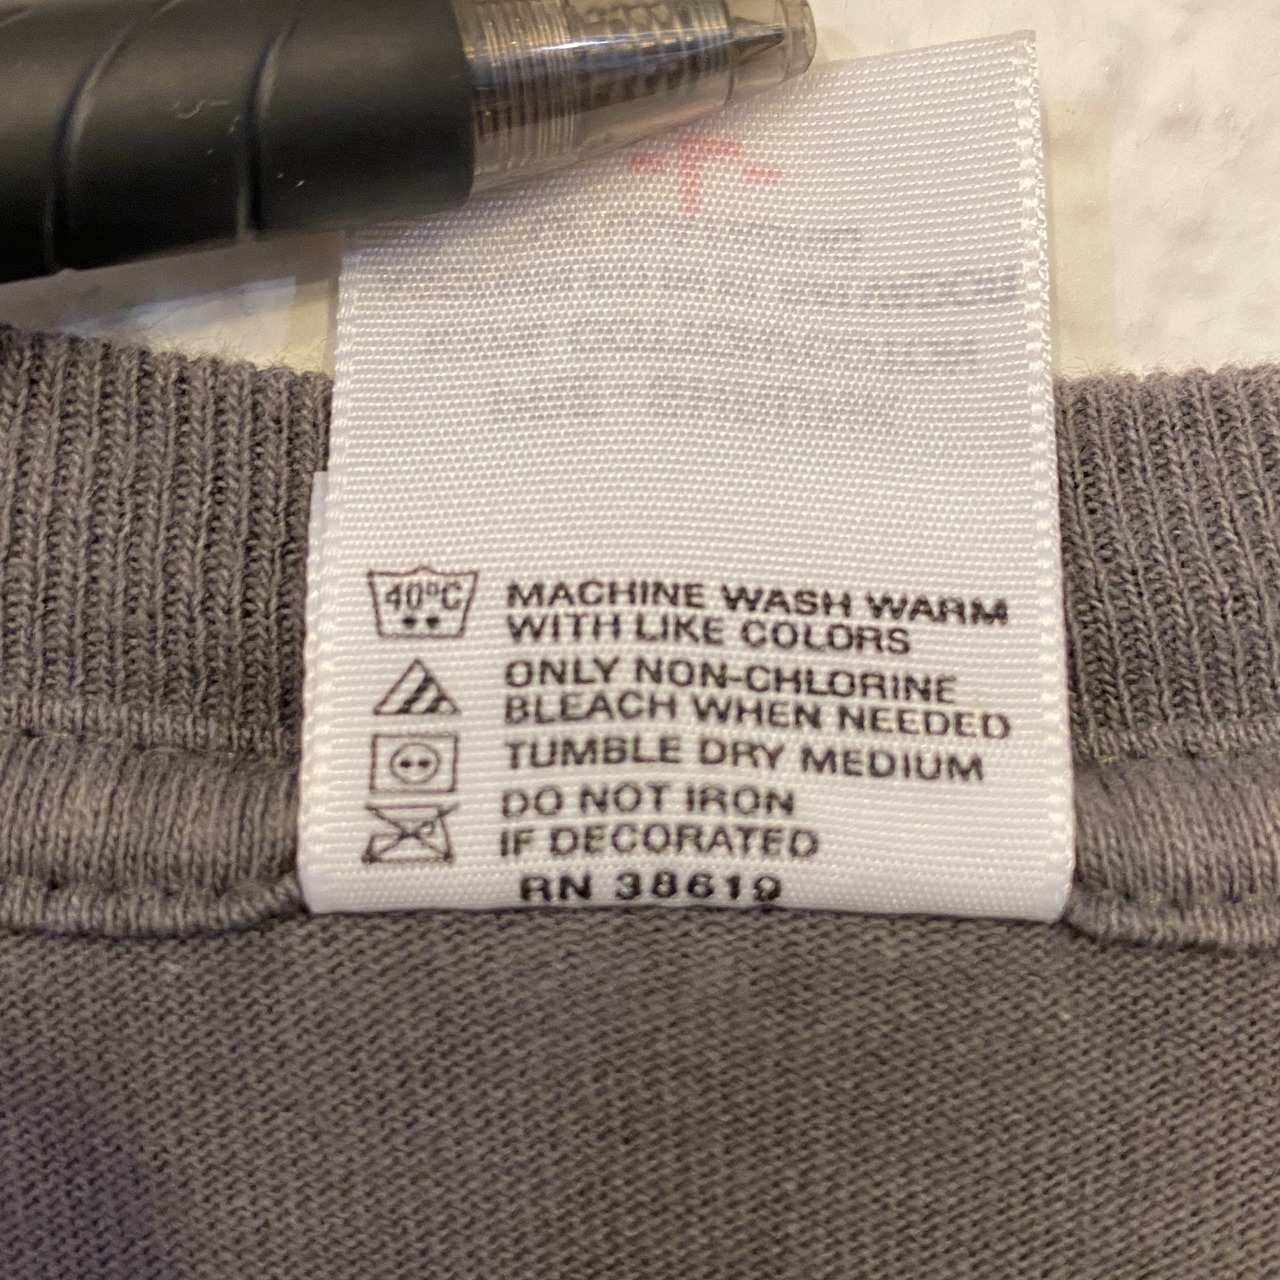 40ºC MACHINE WASH WARM
WITH LIKE COLORS
ONLY NON-CHLORINE
BLEACH WHEN NEEDED
TUMBLE DRY MEDIUM
DO NOT IRON
IF DECORATED
RN 38619